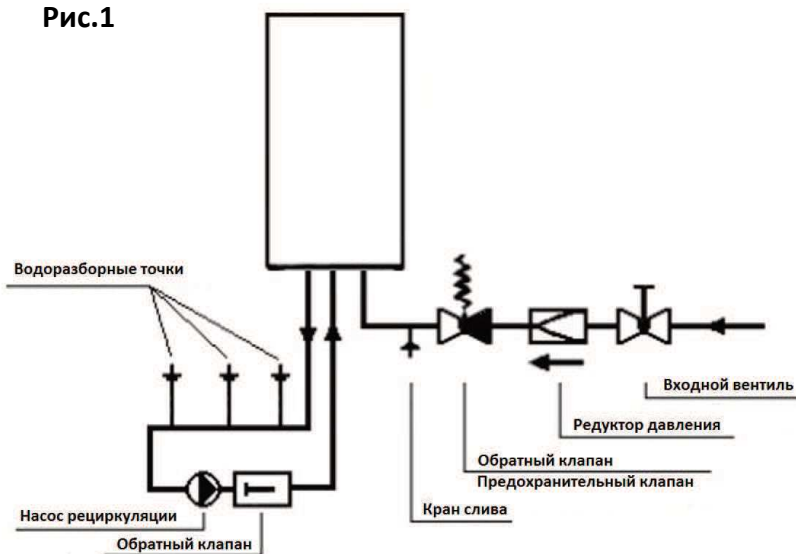 Рис.1
Водоразборные точки
Входной вентиль
Редуктор давления
Обратный клапан
Предохранительный клапан
Кран слива
Насос рециркуляции
Обратный клапан